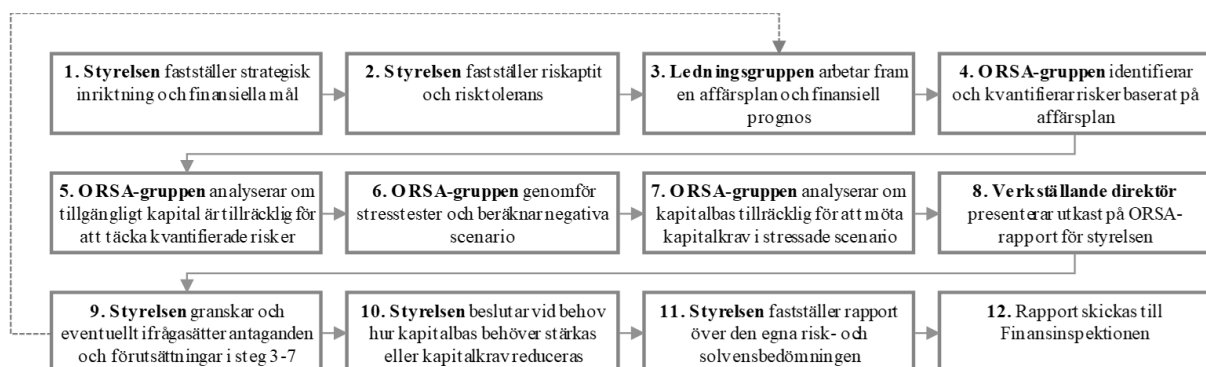 1. Styrelsen fastställer strategisk
inriktning och finansiella mål
2. Styrelsen fastställer riskaptit
och risktolerans
3. Ledningsgruppen arbetar fram
en affärsplan och finansiell
prognos
4. ORSA-gruppen identifierar
och kvantifierar risker baserat på
affärsplan
5. ORSA-gruppen analyserar om
tillgängligt kapital är tillräcklig för
att täcka kvantifierade risker
6. ORSA-gruppen genomför
stresstester och beräknar negativa
scenario
7. ORSA-gruppen analyserar om
kapitalbas tillräcklig för att möta
kapitalkrav i stressade scenario
8. Verkställande direktör
presenterar utkast på ORSA-
rapport för styrelsen
9. Styrelsen granskar och
eventuellt ifrågasätter antaganden
och förutsättningar i steg 3-7
10. Styrelsen beslutar vid behov
hur kapitalbas behöver stärkas
eller kapitalkrav reduceras
11. Styrelsen fastställer rapport
över den egna risk- och
solvensbedömningen
12. Rapport skickas till
Finansinspektionen